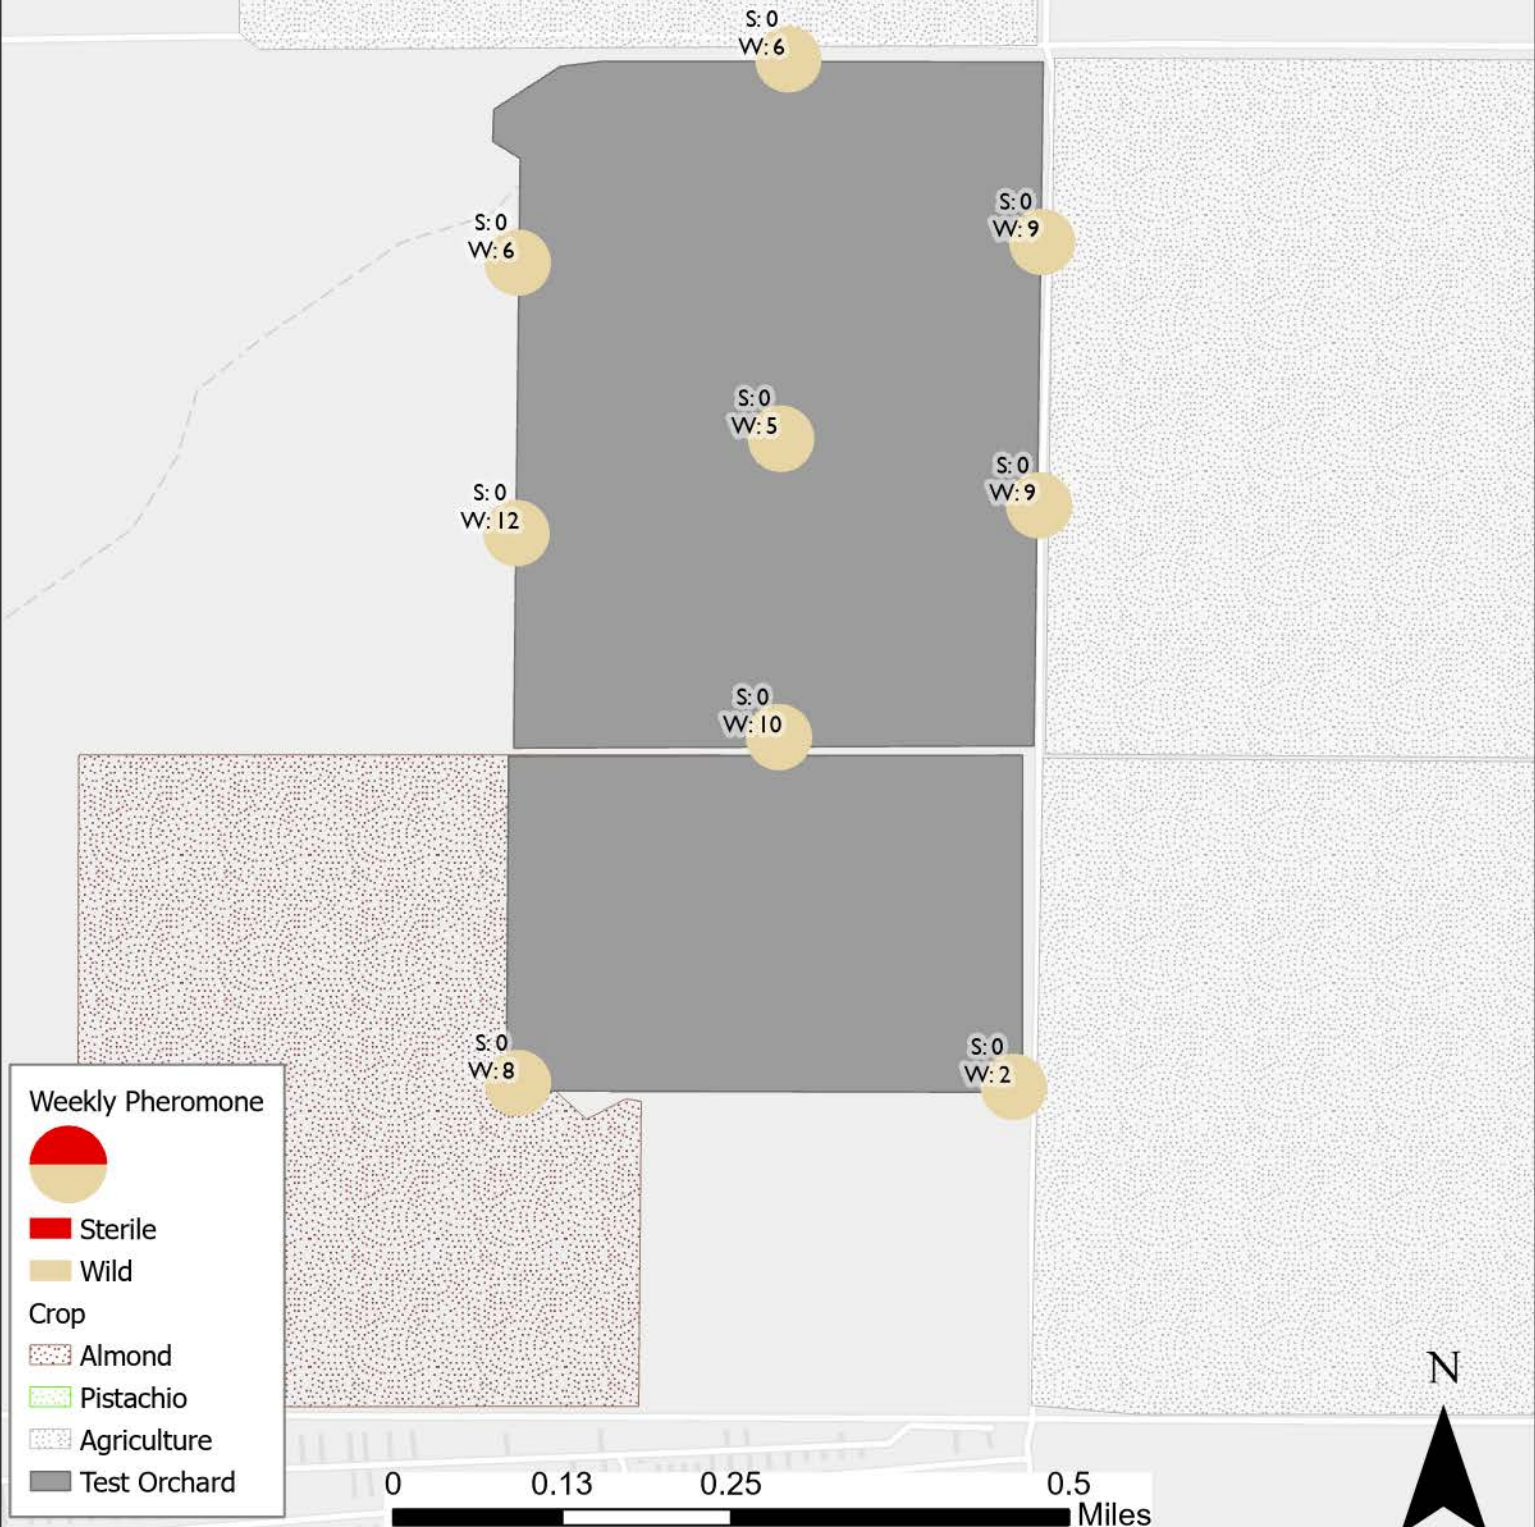 S: 0
W: 6
S: 0
W: 9
S: 0
W: 6
S: 0
W: 5
S: 0
W: 9
S: 0
W: 12
S: 0
W: 10
S: 0
W: 8
S: 0
W: 2
Weekly Pheromone
Sterile
Wild
Crop
Almond
Pistachio
Agriculture
Test Orchard
N
0 0.13 0.25 0.5
Miles